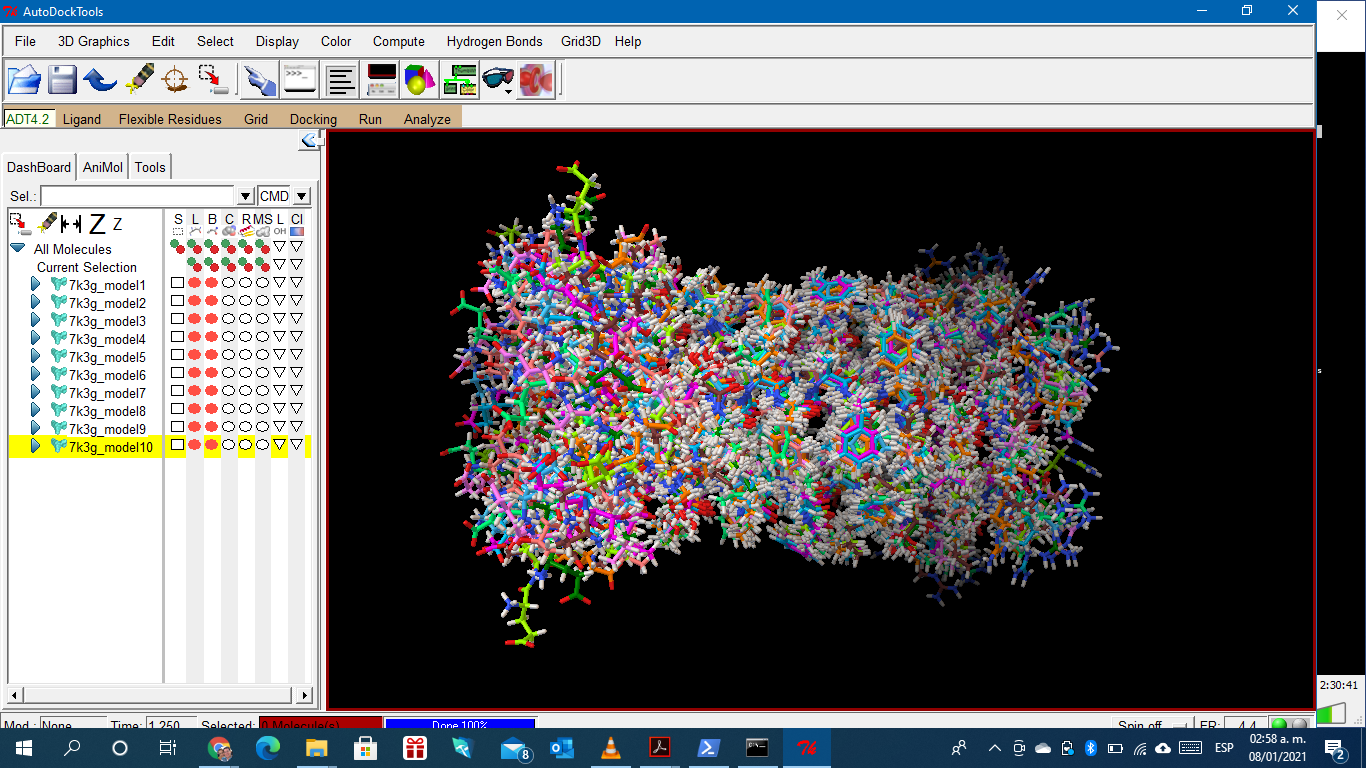 AutoDockTools
File 3D Graphics Edit Select Display Color Compute Hydrogen Bonds Grid3D Help
ADT4.2 Ligand Flexible Residues Grid Docking Run Analyze
DashBoard AniMol Tools
Sel.: CMD
Z Z S L B C R MS L Cl
OH
All Molecules
Current Selection
7k3g_model1
7k3g_model2
7k3g_model3
7k3g_model4
7k3g_model5
7k3g_model6
7k3g_model7
7k3g_model8
7k3g_model9
7k3g_model10
2:30:41
Mod.: None Time: 1.250 Selected: 0 Molecule(s) Done 100% Spin off FR: 4.4
8 ESP 02:58 a. m. 2
08/01/2021